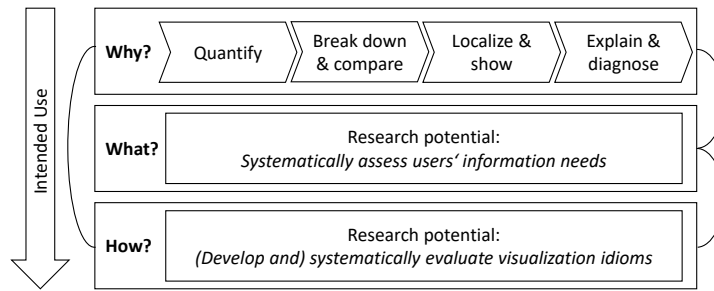 Intended Use
Why?
Quantify
Break down
& compare
Localize &
show
Explain &
diagnose
What?
Research potential:
Systematically assess users‘ information needs
How?
Research potential:
(Develop and) systematically evaluate visualization idioms